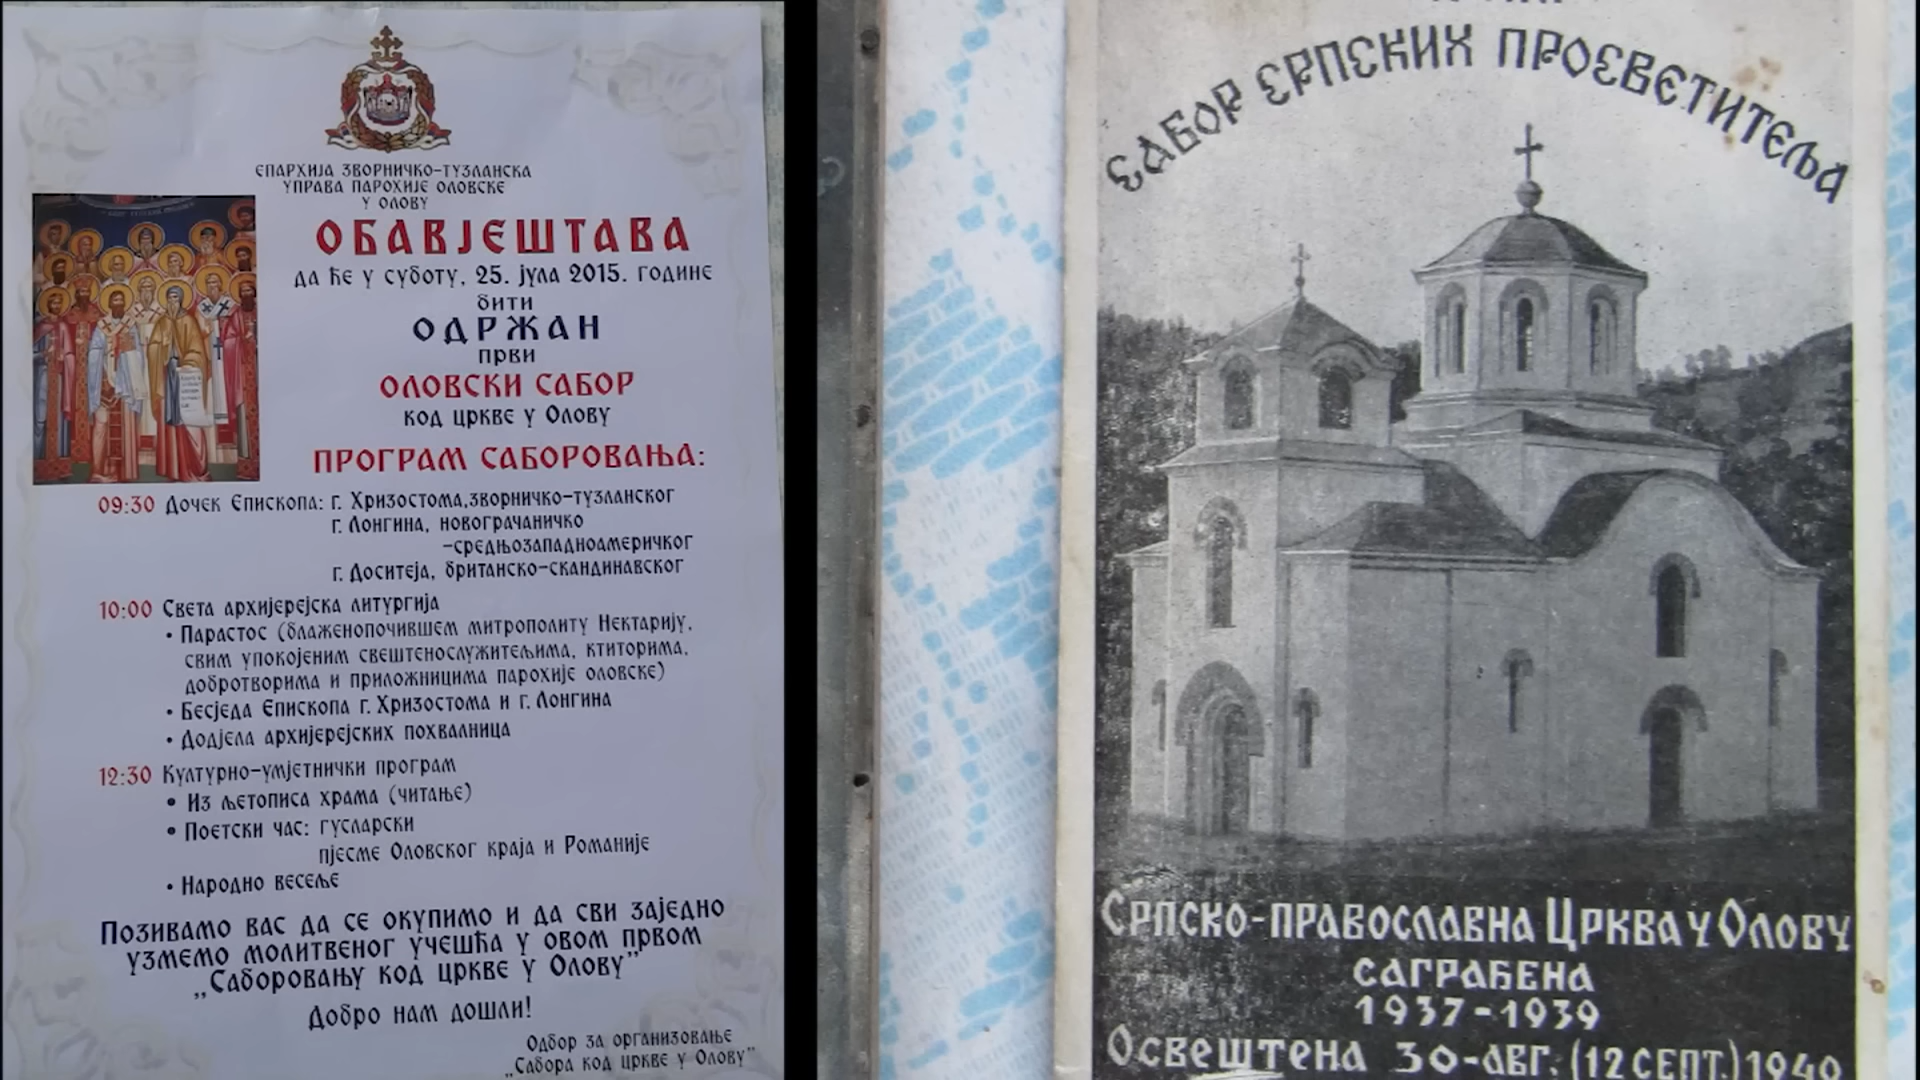 ЕПАРХИЈА ЗВОРНИЧКО-ТУЗЛАНСКА
УПРАВА ПАРОХИЈЕ ОЛОВСКЕ
У ОЛОВУ
ОБАВЈЕШТАВА
да ће у суботу, 25. јула 2015. године
бити
ОДРЖАН
први
ОЛОВСКИ САБОР
код цркве у Олову
ПРОГРАМ САБОРОВАЊА:
09:30 Дочек Епископа: г. Хризостома,зворничко-тузланског
г. Лонгина, новограчаничко
-средњозападноамеричког
г. Доситеја, британско-скандинавског
10:00 Света архијерејска литургија
• Парастос (блаженопочившем митрополиту Нектарију,
свим упокојеним свештенослужитељима, ктиторима,
добротворима и приложницима парохије оловске)
• Бесједа Епископа г. Хризостома и г. Лонгина
• Додјела архијерејских похвалница
12:30 Културно-умјетнички програм
• Из љетописа храма (читање)
• Поетски час: гусларски
пјесме Оловског краја и Романије
• Народно весеље
Позивамо вас да се окупимо и да сви заједно
узмемо молитвеног учешћа у овом првом
„Саборовању код цркве у Олову”
Добро нам дошли!
Одбор за организовање
„Сабора код цркве у Олову”
САБОР СРПСКИХ ПРОСВЕТИТЕЉА
СРПСКО-ПРАВОСЛАВНА ЦРКВА У ОЛОВУ
САГРАЂЕНА
1937-1939
ОСВЕШТЕНА 30-АВГ. (12 СЕПТ.) 1940